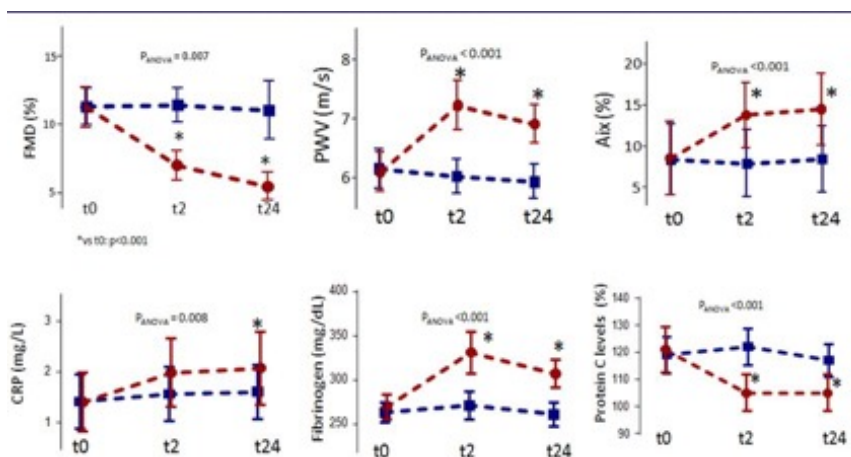 FMD (%)
15
10
5
P_ANOVA = 0.007
*
*
t0 t2 t24
*vs t0: p<0.001
PWV (m/s)
8
7
6
P_ANOVA <0.001
*
*
t0 t2 t24
Aix (%)
20
15
10
5
P_ANOVA <0.001
*
*
t0 t2 t24
CRP (mg/L)
3
2
1
P_ANOVA = 0.008
*
t0 t2 t24
Fibrinogen (mg/dL)
400
350
300
250
P_ANOVA <0.001
*
*
t0 t2 t24
Protein C levels (%)
130
120
110
100
90
P_ANOVA <0.001
*
*
t0 t2 t24